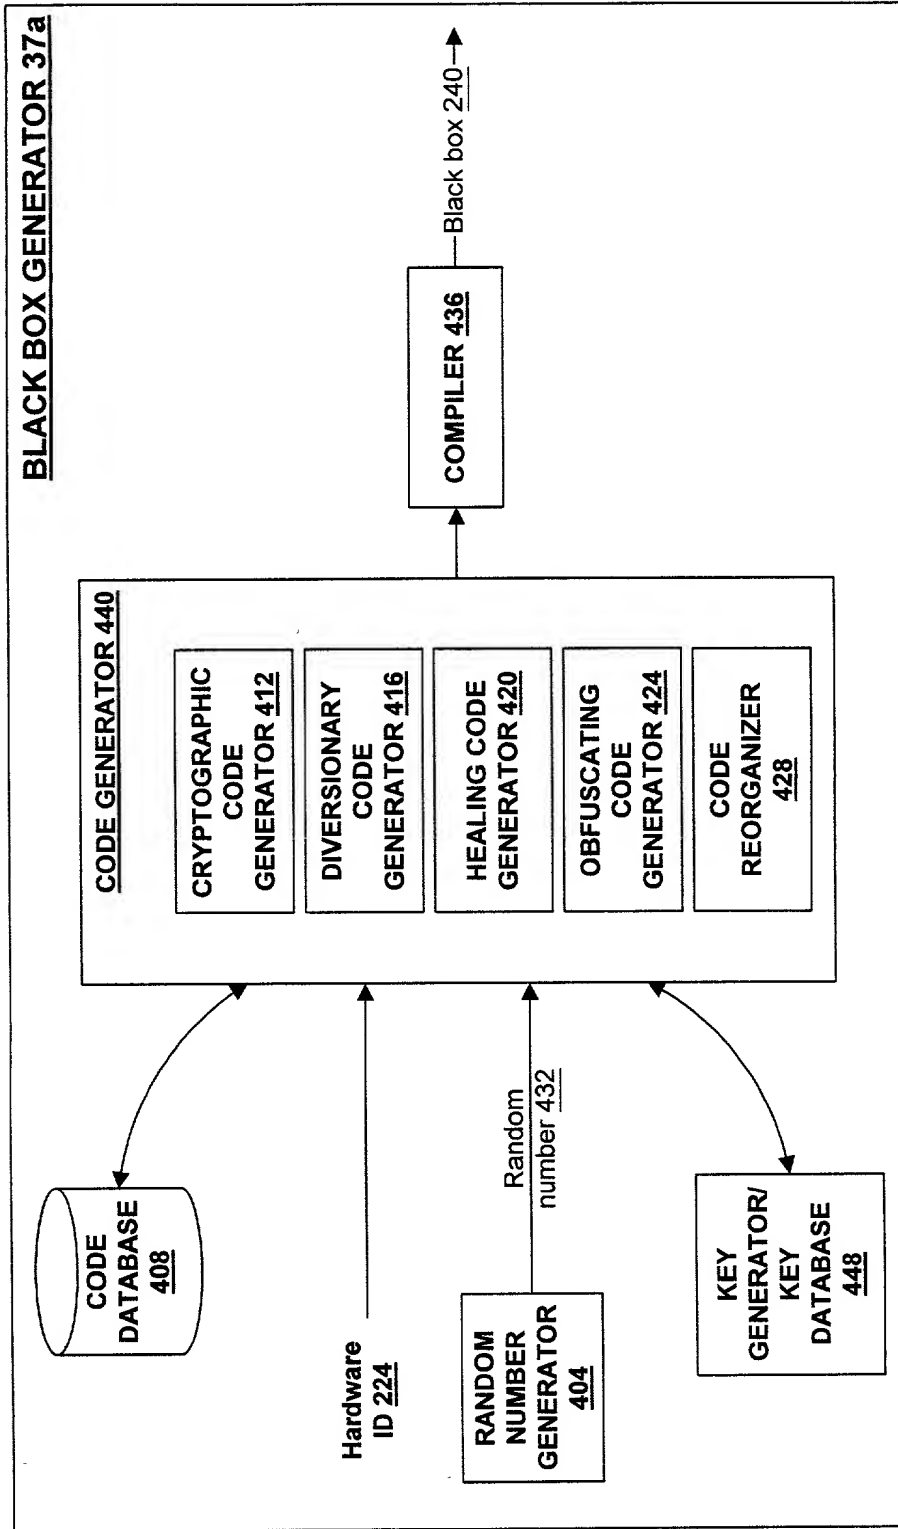 BLACK BOX GENERATOR 37a
CODE
DATABASE
408
Hardware
ID 224
RANDOM
NUMBER
GENERATOR
404
Random
number 432
KEY
GENERATOR/
KEY
DATABASE
448
CODE GENERATOR 440
CRYPTOGRAPHIC
CODE
GENERATOR 412
DIVERSIONARY
CODE
GENERATOR 416
HEALING CODE
GENERATOR 420
OBFUSCATING
CODE
GENERATOR 424
CODE
REORGANIZER
428
COMPILER 436
Black box 240